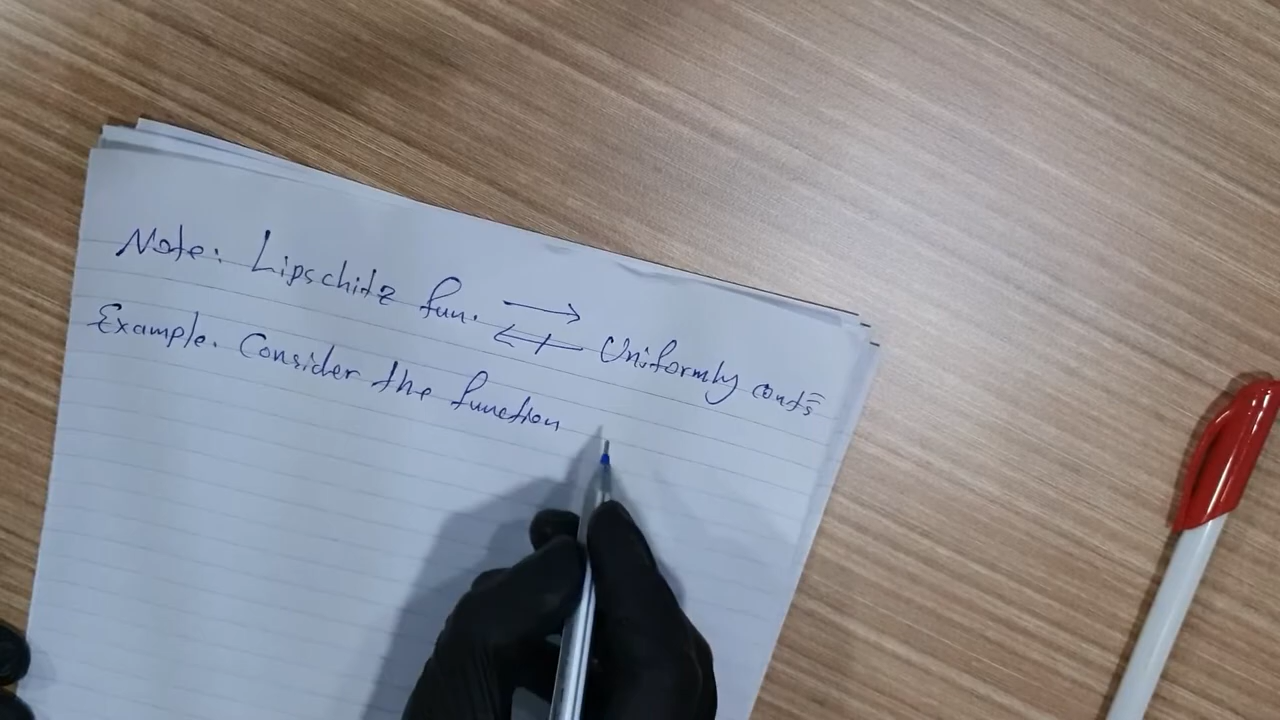 Note: Lipschitz fun. → ↚ Uniformly conts
Example. Consider the function